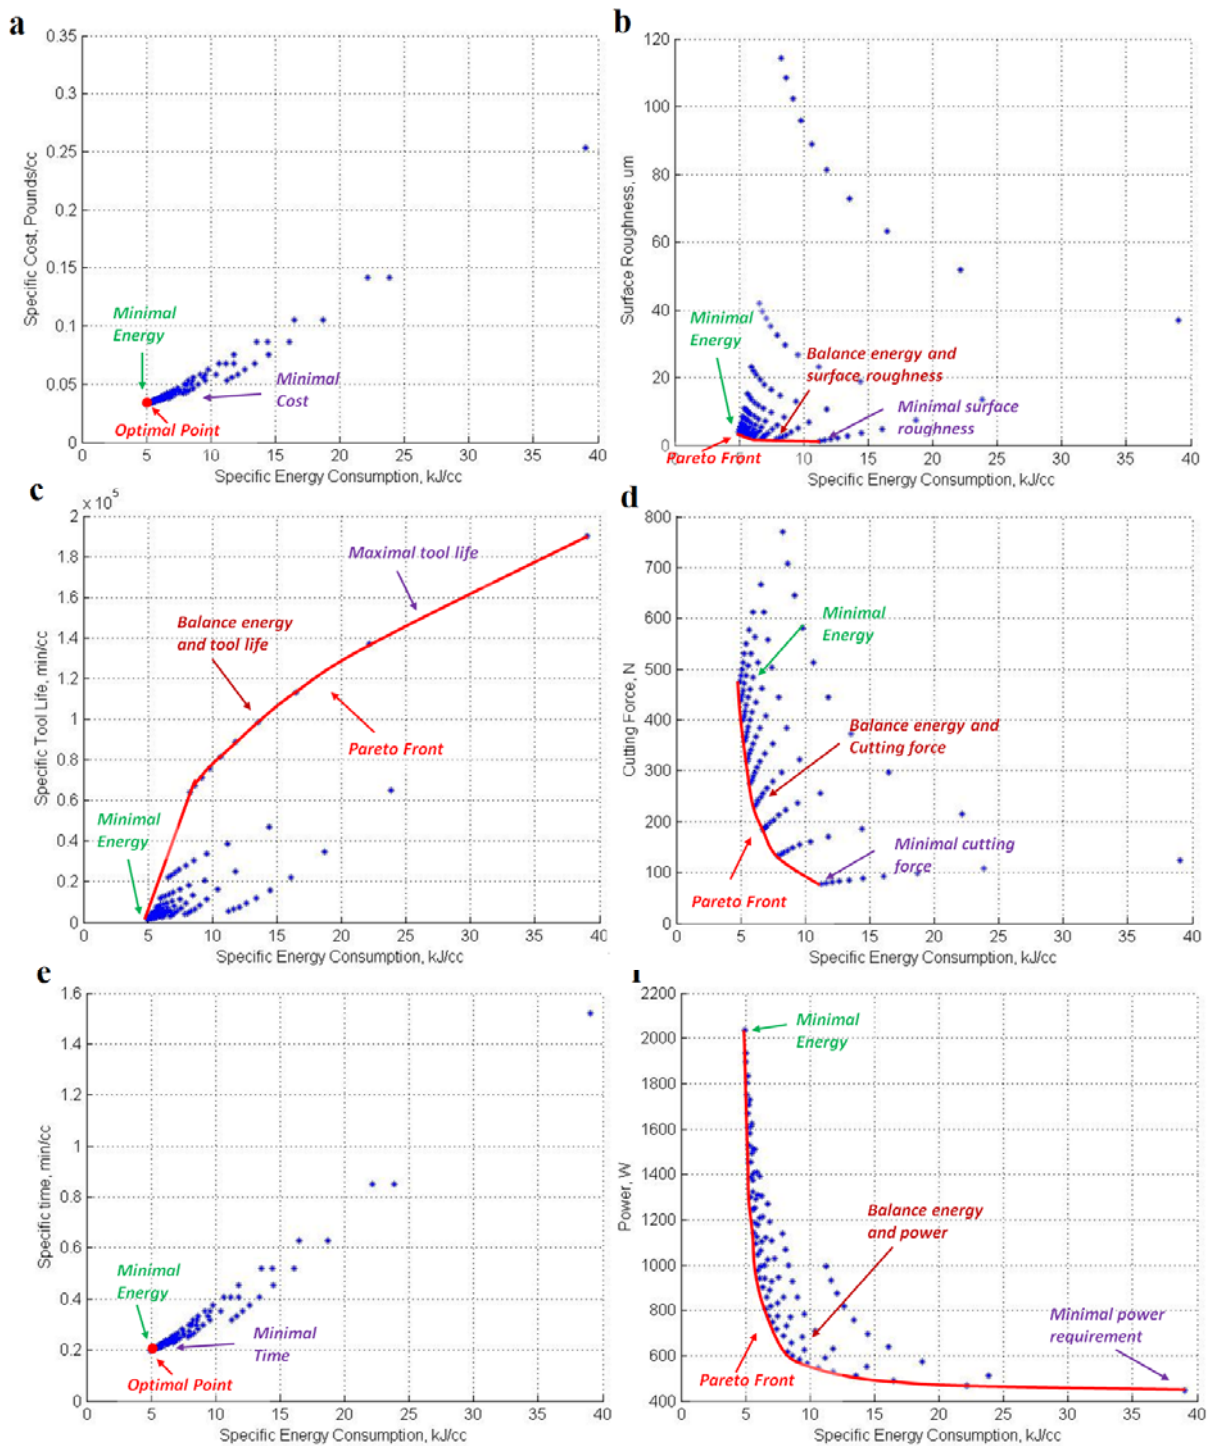 a
0.35
0.3
0.25
0.2
0.15
0.1
0.05
0
Specific Cost, Pounds/cc
Minimal
Energy
Minimal
Cost
Optimal Point
0 5 10 15 20 25 30 35 40
Specific Energy Consumption, kJ/cc
b
120
100
80
60
40
20
0
Surface Roughness, um
Minimal
Energy
Balance energy and
surface roughness
Minimal surface
roughness
Pareto Front
0 5 10 15 20 25 30 35 40
Specific Energy Consumption, kJ/cc
c
x 10^5
2
1.8
1.6
1.4
1.2
1
0.8
0.6
0.4
0.2
0
Specific Tool Life, min/cc
Maximal tool life
Balance energy
and tool life
Pareto Front
Minimal
Energy
0 5 10 15 20 25 30 35 40
Specific Energy Consumption, kJ/cc
d
800
700
600
500
400
300
200
100
0
Cutting Force, N
Minimal
Energy
Balance energy and
Cutting force
Minimal cutting
force
Pareto Front
0 5 10 15 20 25 30 35 40
Specific Energy Consumption, kJ/cc
e
1.6
1.4
1.2
1
0.8
0.6
0.4
0.2
0
Specific time, min/cc
Minimal
Energy
Minimal
Time
Optimal Point
0 5 10 15 20 25 30 35 40
Specific Energy Consumption, kJ/cc
2200
2000
1800
1600
1400
1200
1000
800
600
400
Power, W
Minimal
Energy
Balance energy
and power
Minimal power
requirement
Pareto Front
0 5 10 15 20 25 30 35 40
Specific Energy Consumption, kJ/cc